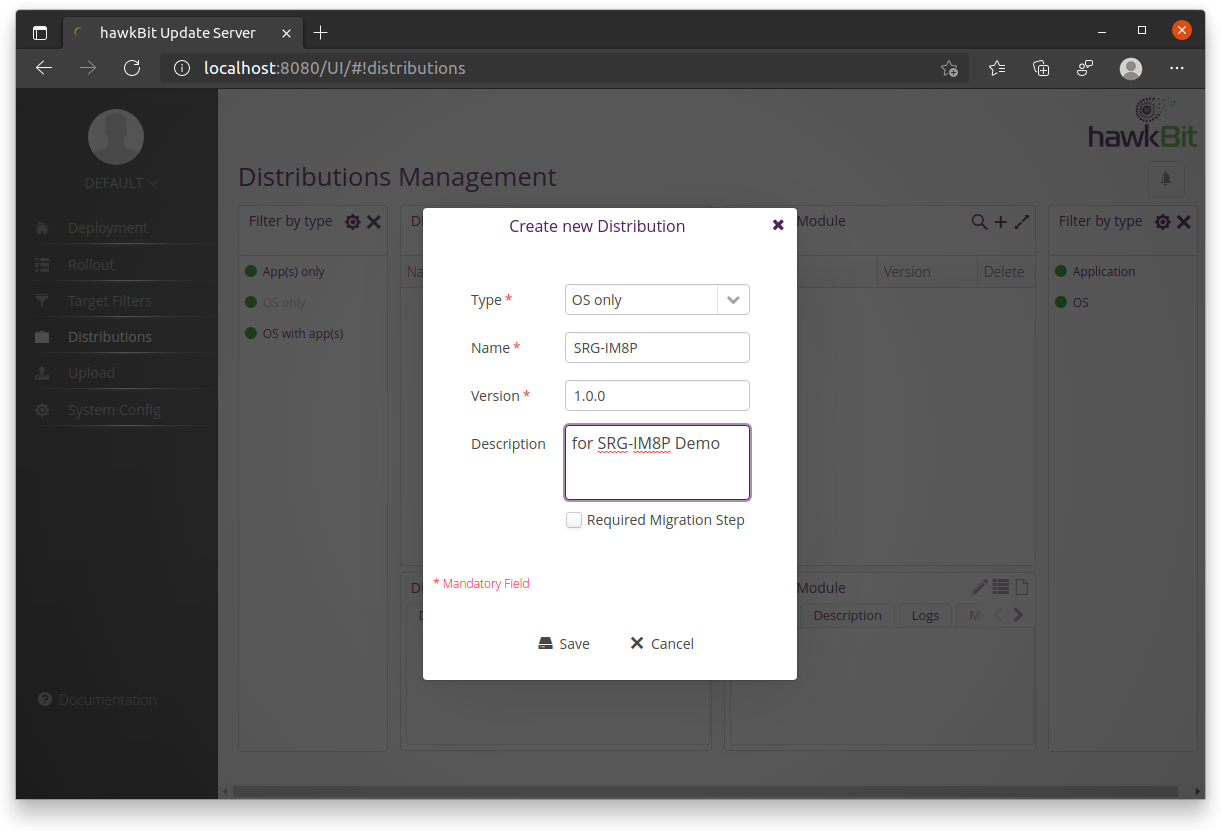 hawkBit Update Server
localhost:8080/UI/#!distributions
hawkBit
DEFAULT
Deployment
Rollout
Target Filters
Distributions
Upload
System Config
Documentation
Distributions Management
Filter by type
App(s) only
OS only
OS with app(s)
Module
Version
Delete
Filter by type
Application
OS
Create new Distribution
Type *
OS only
Name *
SRG-IM8P
Version *
1.0.0
Description
for SRG-IM8P Demo
Required Migration Step
* Mandatory Field
Save
Cancel
Module
Description
Logs